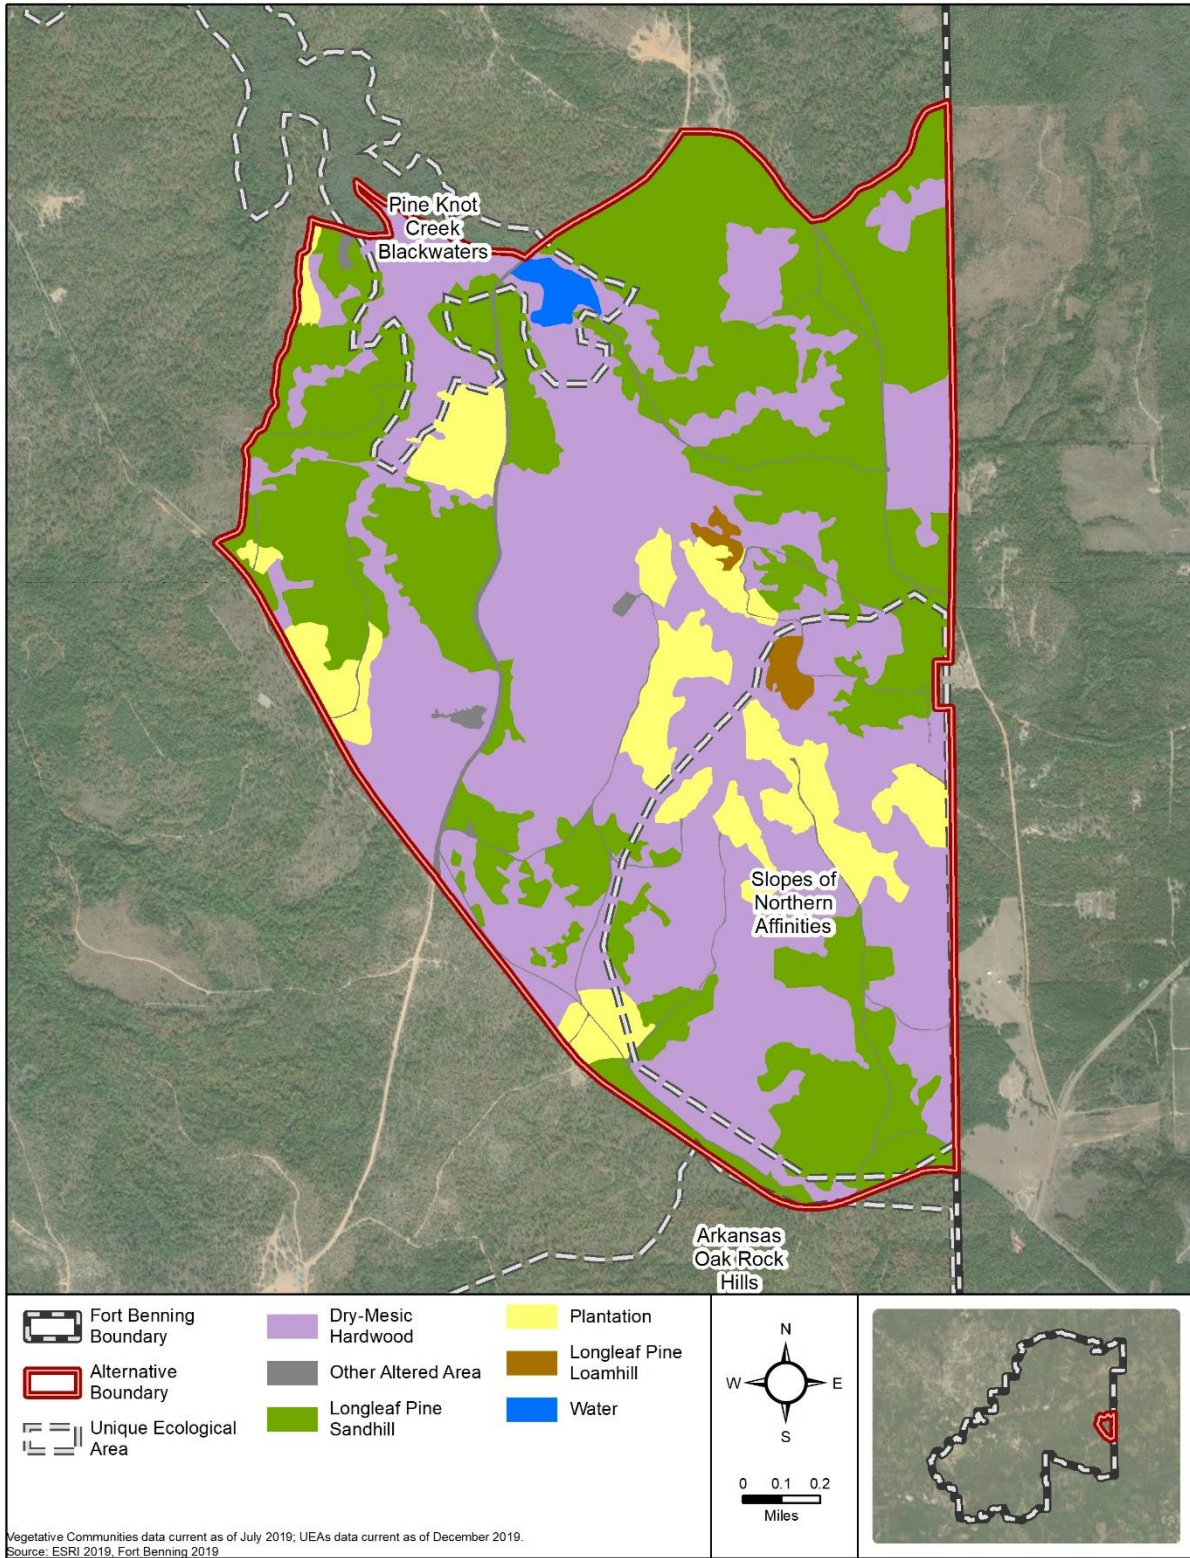 Pine Knot
Creek
Blackwaters
Slopes of
Northern
Affinities
Arkansas
Oak Rock
Hills
Fort Benning
Boundary
Alternative
Boundary
Unique Ecological
Area
Dry-Mesic
Hardwood
Other Altered Area
Longleaf Pine
Sandhill
Plantation
Longleaf Pine
Loamhill
Water
N
W E
S
0 0.1 0.2
Miles
Vegetative Communities data current as of July 2019; UEAs data current as of December 2019.
Source: ESRI 2019, Fort Benning 2019